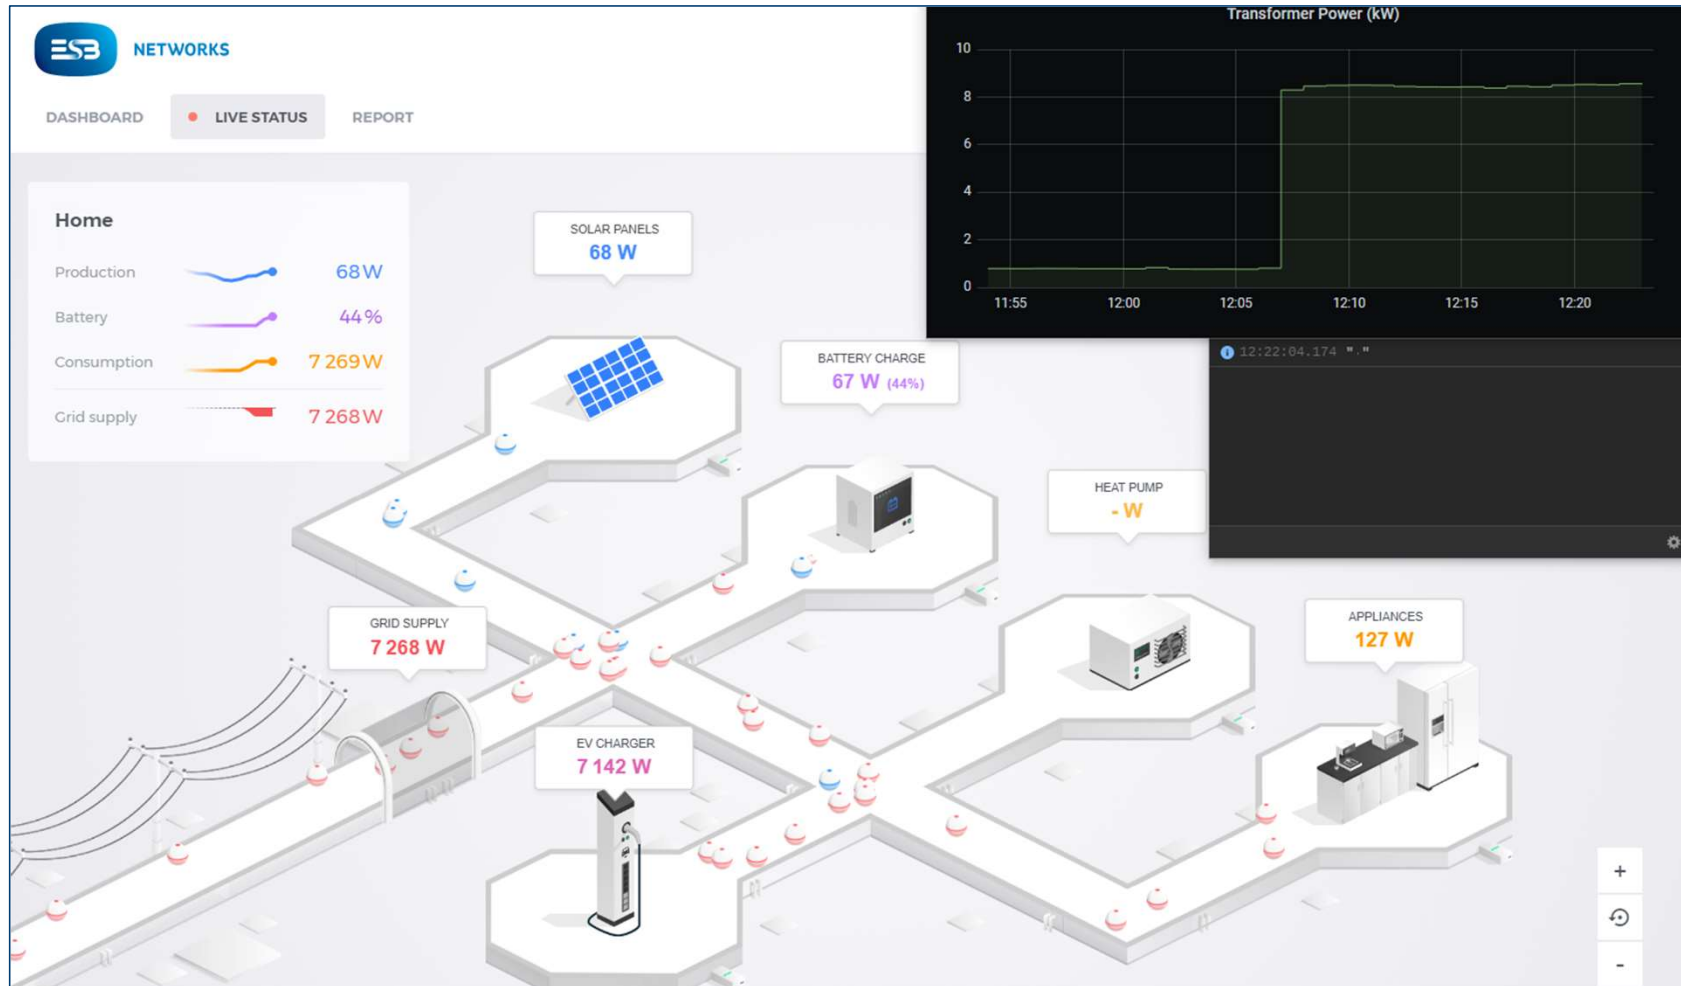 ESB NETWORKS
DASHBOARD LIVE STATUS REPORT
Home
Production 68 W
Battery 44 %
Consumption 7 269 W
Grid supply 7 268 W
SOLAR PANELS
68 W
BATTERY CHARGE
67 W (44%)
HEAT PUMP
- W
GRID SUPPLY
7 268 W
APPLIANCES
127 W
EV CHARGER
7 142 W
Transformer Power (kW)
10
8
6
4
2
0
11:55 12:00 12:05 12:10 12:15 12:20
12:22:04.174 "."
+
-